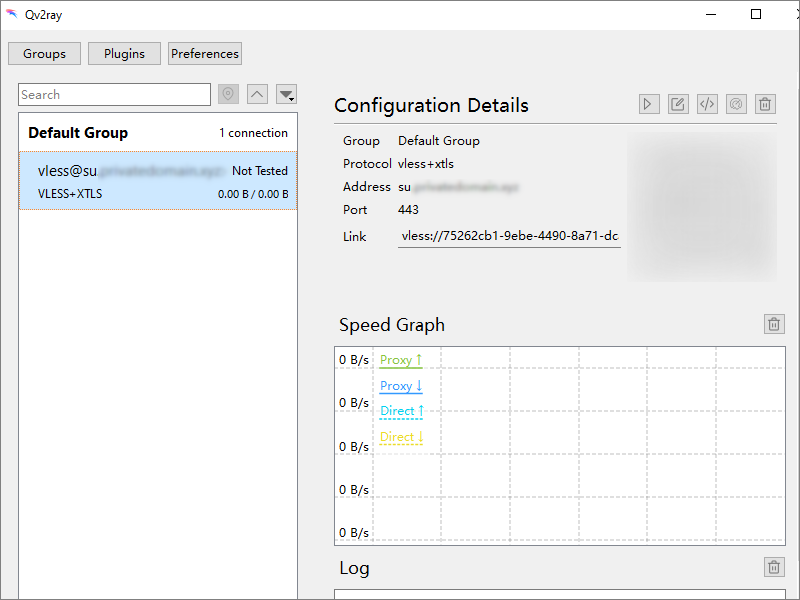 Qv2ray
Groups Plugins Preferences
Search
Default Group 1 connection
vless@su. Not Tested
VLESS+XTLS 0.00 B / 0.00 B
Configuration Details
Group Default Group
Protocol vless+xtls
Address su
Port 443
Link vless://75262cb1-9ebe-4490-8a71-dc
Speed Graph
0 B/s Proxy ↑
Proxy ↓
0 B/s Direct ↑
Direct ↓
0 B/s
0 B/s
0 B/s
Log